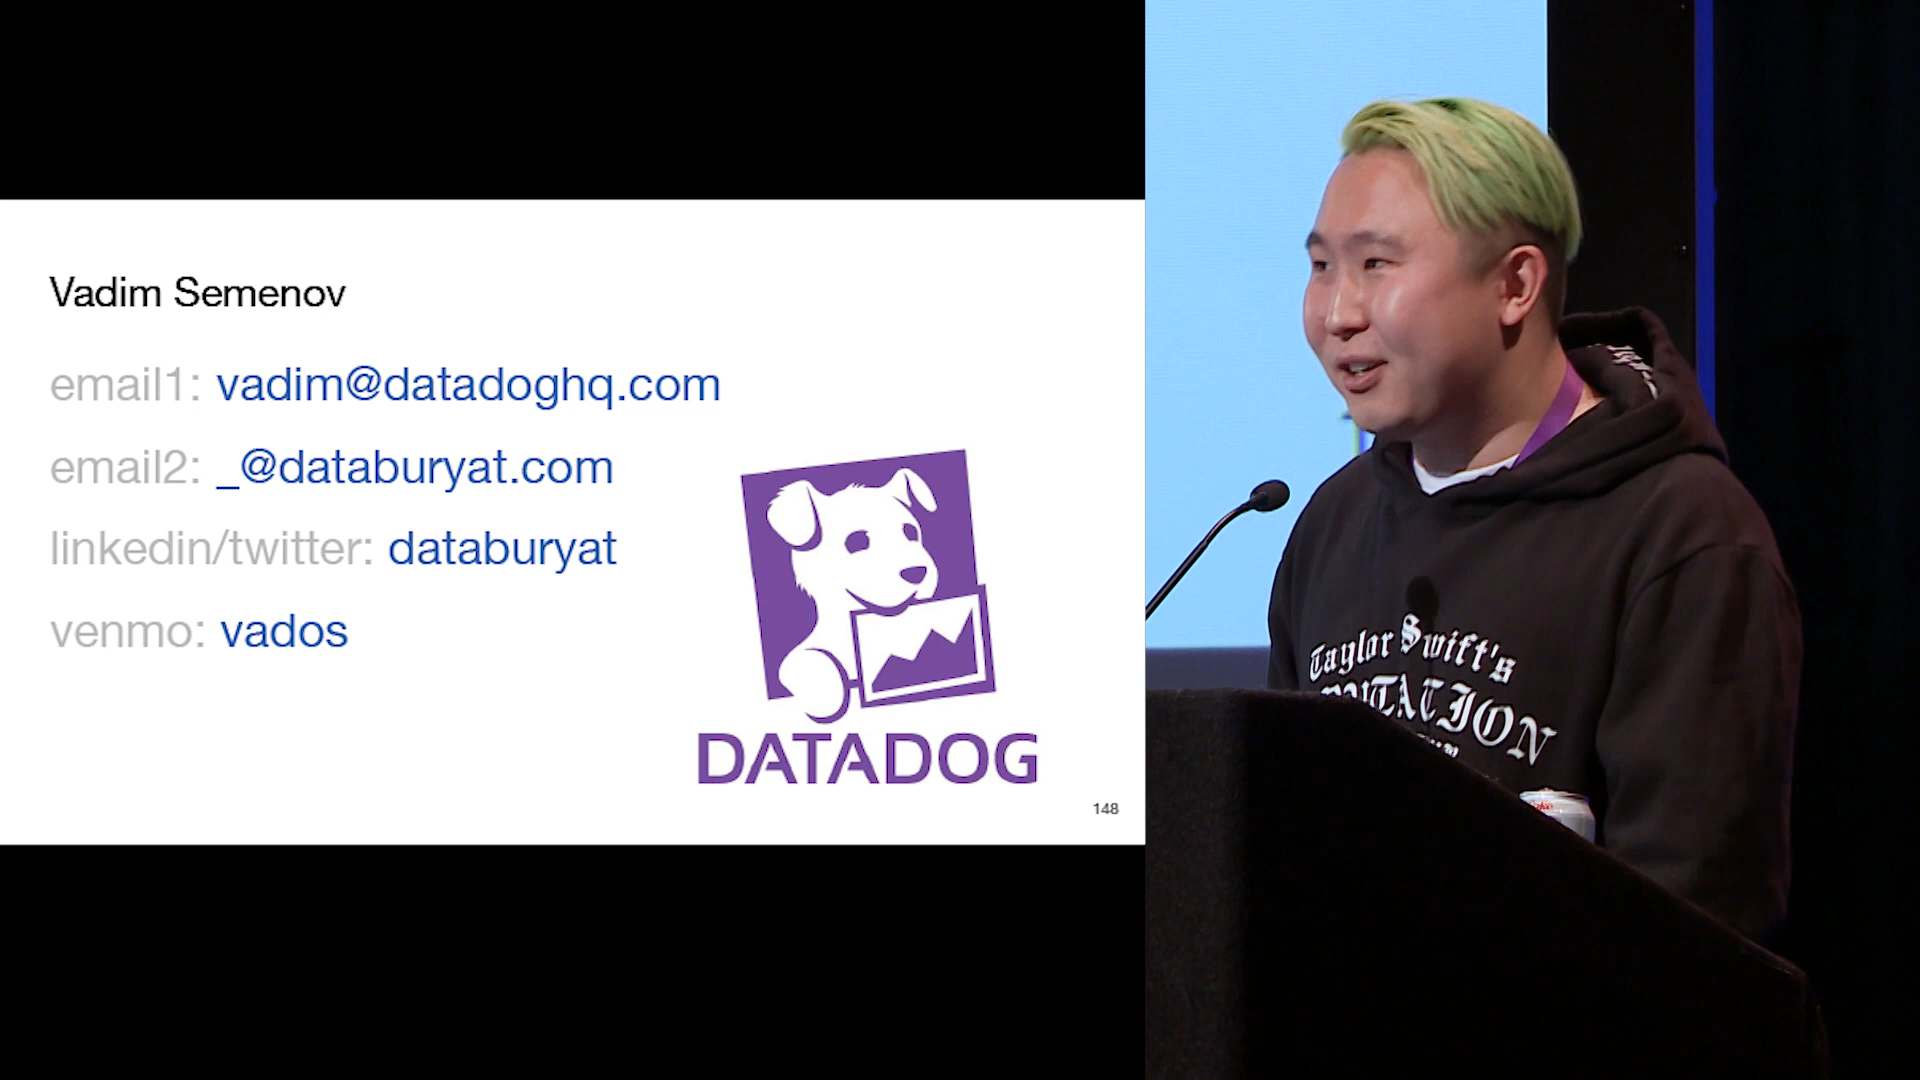 Vadim Semenov
email1: vadim@datadoghq.com
email2: _@databuryat.com
linkedin/twitter: databuryat
venmo: vados
DATADOG
148
Taylor Swift's